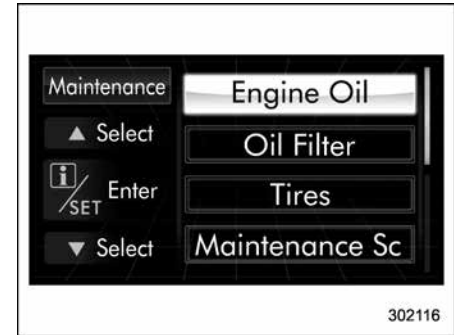 Maintenance
▲ Select
i/SET Enter
▼ Select
Engine Oil
Oil Filter
Tires
Maintenance Sc
302116